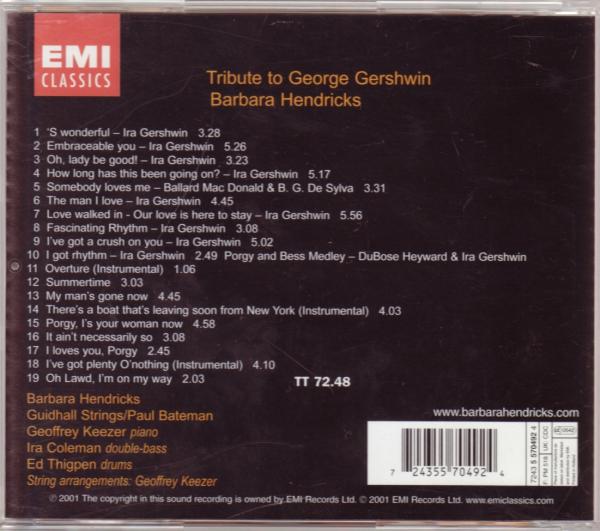 EMI
CLASSICS
Tribute to George Gershwin
Barbara Hendricks
1 'S wonderful – Ira Gershwin 3.28
2 Embraceable you – Ira Gershwin 5.26
3 Oh, lady be good! – Ira Gershwin 3.23
4 How long has this been going on? – Ira Gershwin 5.17
5 Somebody loves me – Ballard Mac Donald & B. G. De Sylva 3.31
6 The man I love – Ira Gershwin 4.45
7 Love walked in - Our love is here to stay – Ira Gershwin 5.56
8 Fascinating Rhythm – Ira Gershwin 3.08
9 I've got a crush on you – Ira Gershwin 5.02
10 I got rhythm – Ira Gershwin 2.49 Porgy and Bess Medley – DuBose Heyward & Ira Gershwin
11 Overture (Instrumental) 1.06
12 Summertime 3.03
13 My man's gone now 4.45
14 There's a boat that's leaving soon from New York (Instrumental) 4.03
15 Porgy, I's your woman now 4.58
16 It ain't necessarily so 3.08
17 I loves you, Porgy 2.45
18 I've got plenty O'nothing (Instrumental) 4.10
19 Oh Lawd, I'm on my way 2.03
TT 72.48
Barbara Hendricks
Guidhall Strings/Paul Bateman
Geoffrey Keezer piano
Ira Coleman double-bass
Ed Thigpen drums
String arrangements: Geoffrey Keezer
www.barbarahendricks.com
7 24355 70492 4
7243 5 570492 4
F: PM 518 UK: CDC
℗ 2001 The copyright in this sound recording is owned by EMI Records Ltd. © 2001 EMI Records Ltd. www.emiclassics.com